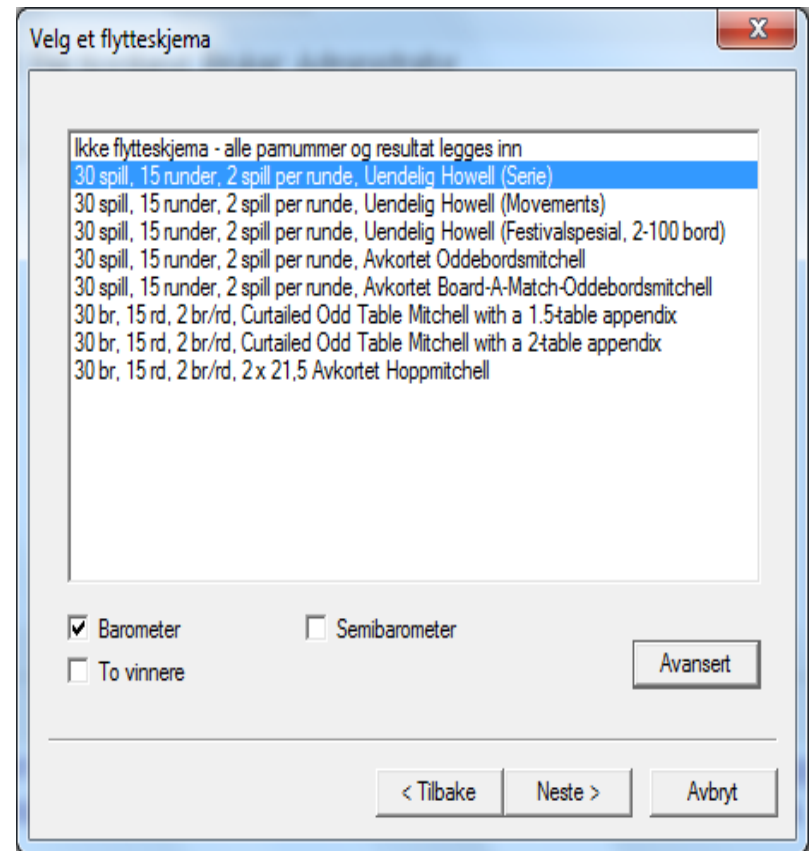 Velg et flytteskjema
Ikke flytteskjema - alle parnummer og resultat legges inn
30 spill, 15 runder, 2 spill per runde, Uendelig Howell (Serie)
30 spill, 15 runder, 2 spill per runde, Uendelig Howell (Movements)
30 spill, 15 runder, 2 spill per runde, Uendelig Howell (Festivalspesial, 2-100 bord)
30 spill, 15 runder, 2 spill per runde, Avkortet Oddebordsmitchell
30 spill, 15 runder, 2 spill per runde, Avkortet Board-A-Match-Oddebordsmitchell
30 br, 15 rd, 2 br/rd, Curtailed Odd Table Mitchell with a 1.5-table appendix
30 br, 15 rd, 2 br/rd, Curtailed Odd Table Mitchell with a 2-table appendix
30 br, 15 rd, 2 br/rd, 2 x 21,5 Avkortet Hoppmitchell
Barometer
Semibarometer
To vinnere
Avansert
< Tilbake
Neste >
Avbryt